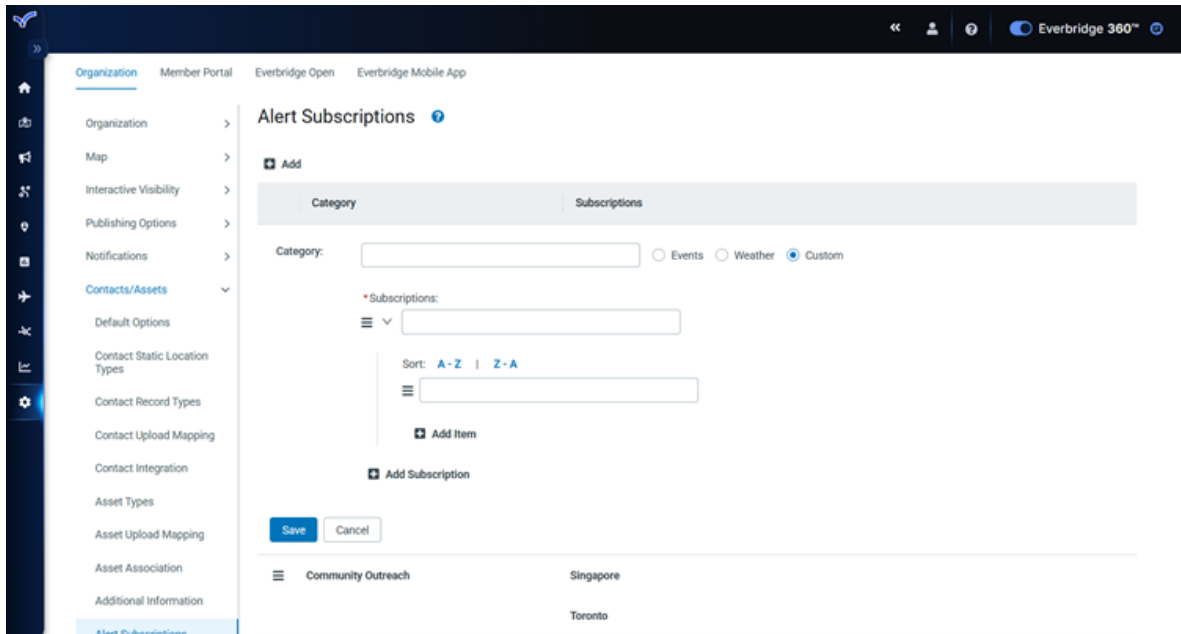 Everbridge 360™
Organization Member Portal Everbridge Open Everbridge Mobile App
Organization
Map
Interactive Visibility
Publishing Options
Notifications
Contacts/Assets
Default Options
Contact Static Location
Types
Contact Record Types
Contact Upload Mapping
Contact Integration
Asset Types
Asset Upload Mapping
Asset Association
Additional Information
Alert Subscriptions
Alert Subscriptions
Add
Category Subscriptions
Category: Events Weather Custom
*Subscriptions:
Sort: A - Z | Z - A
Add Item
Add Subscription
Save Cancel
Community Outreach Singapore
Toronto